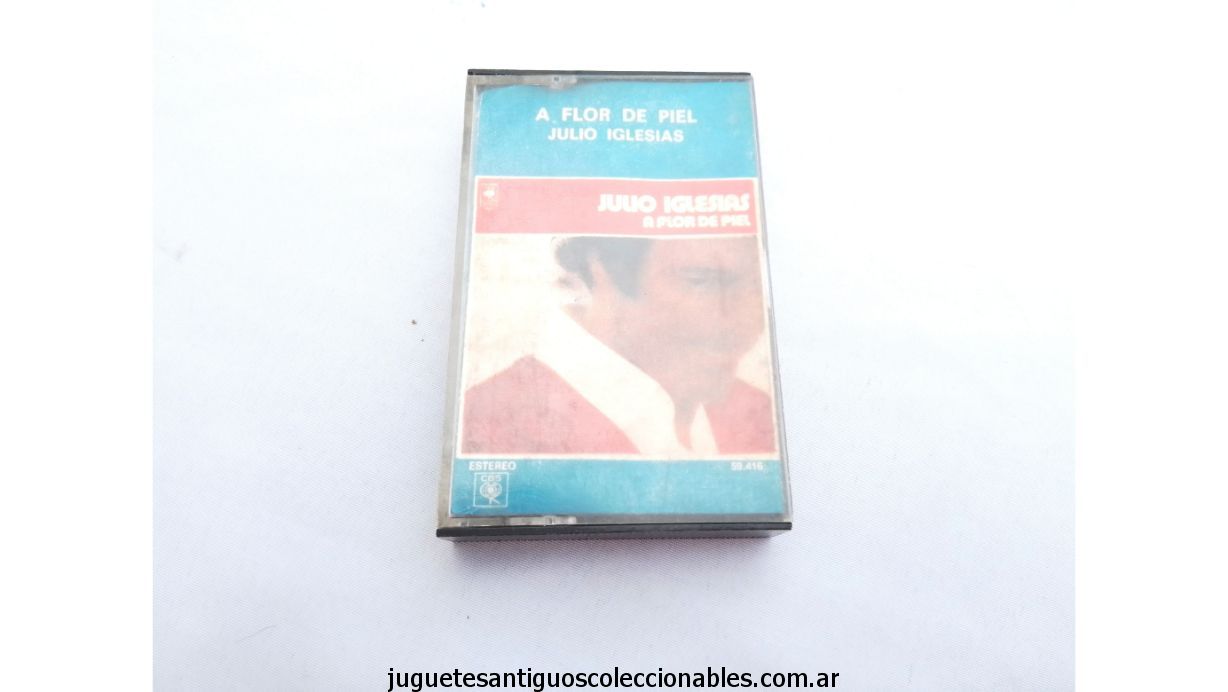 A FLOR DE PIEL
JULIO IGLESIAS
JULIO IGLESIAS
A FLOR DE PIEL
ESTEREO
59.416
CBS
juguetesantiguoscoleccionables.com.ar